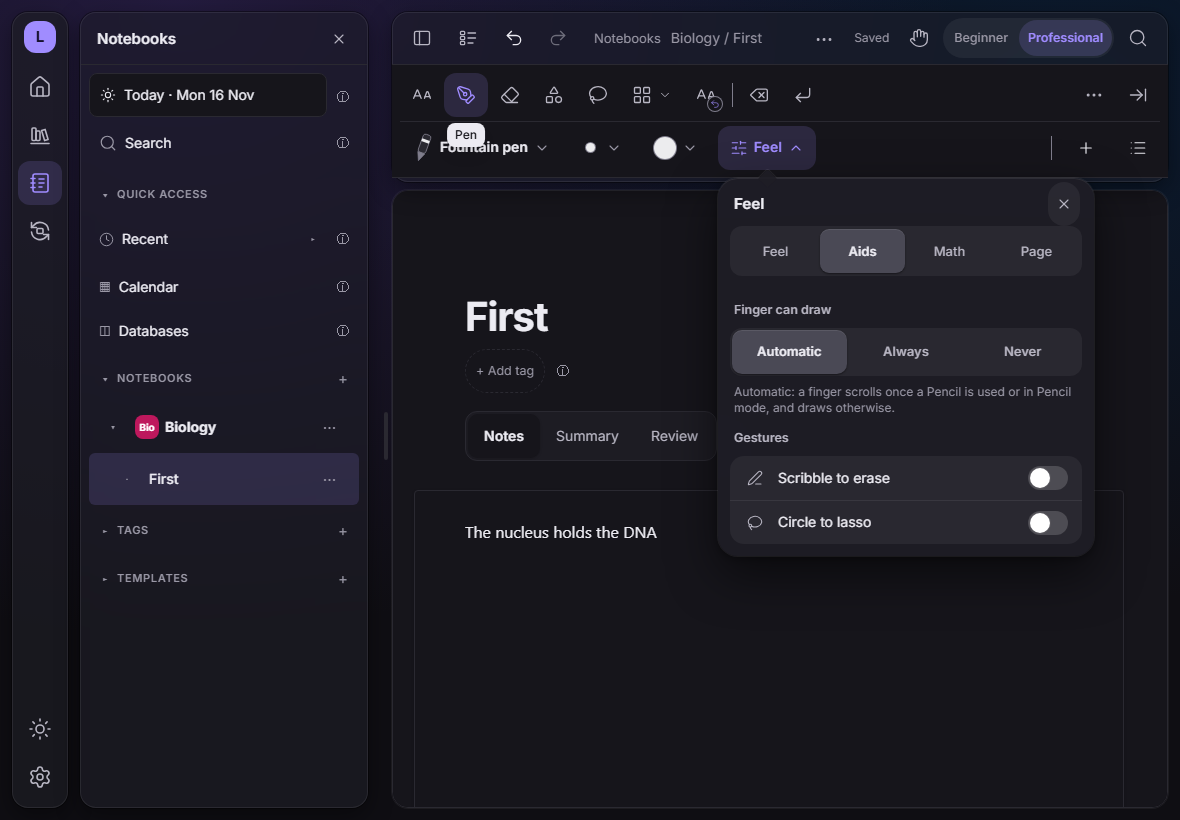 L
Notebooks
Today · Mon 16 Nov
Search
QUICK ACCESS
Recent
Calendar
Databases
NOTEBOOKS
Bio Biology
First
TAGS
TEMPLATES
Notebooks Biology / First
Saved
Beginner Professional
AA
AA
Pen
Fountain pen
Feel
Feel
Feel Aids Math Page
Finger can draw
Automatic Always Never
Automatic: a finger scrolls once a Pencil is used or in Pencil
mode, and draws otherwise.
Gestures
Scribble to erase
Circle to lasso
First
+ Add tag
Notes Summary Review
The nucleus holds the DNA